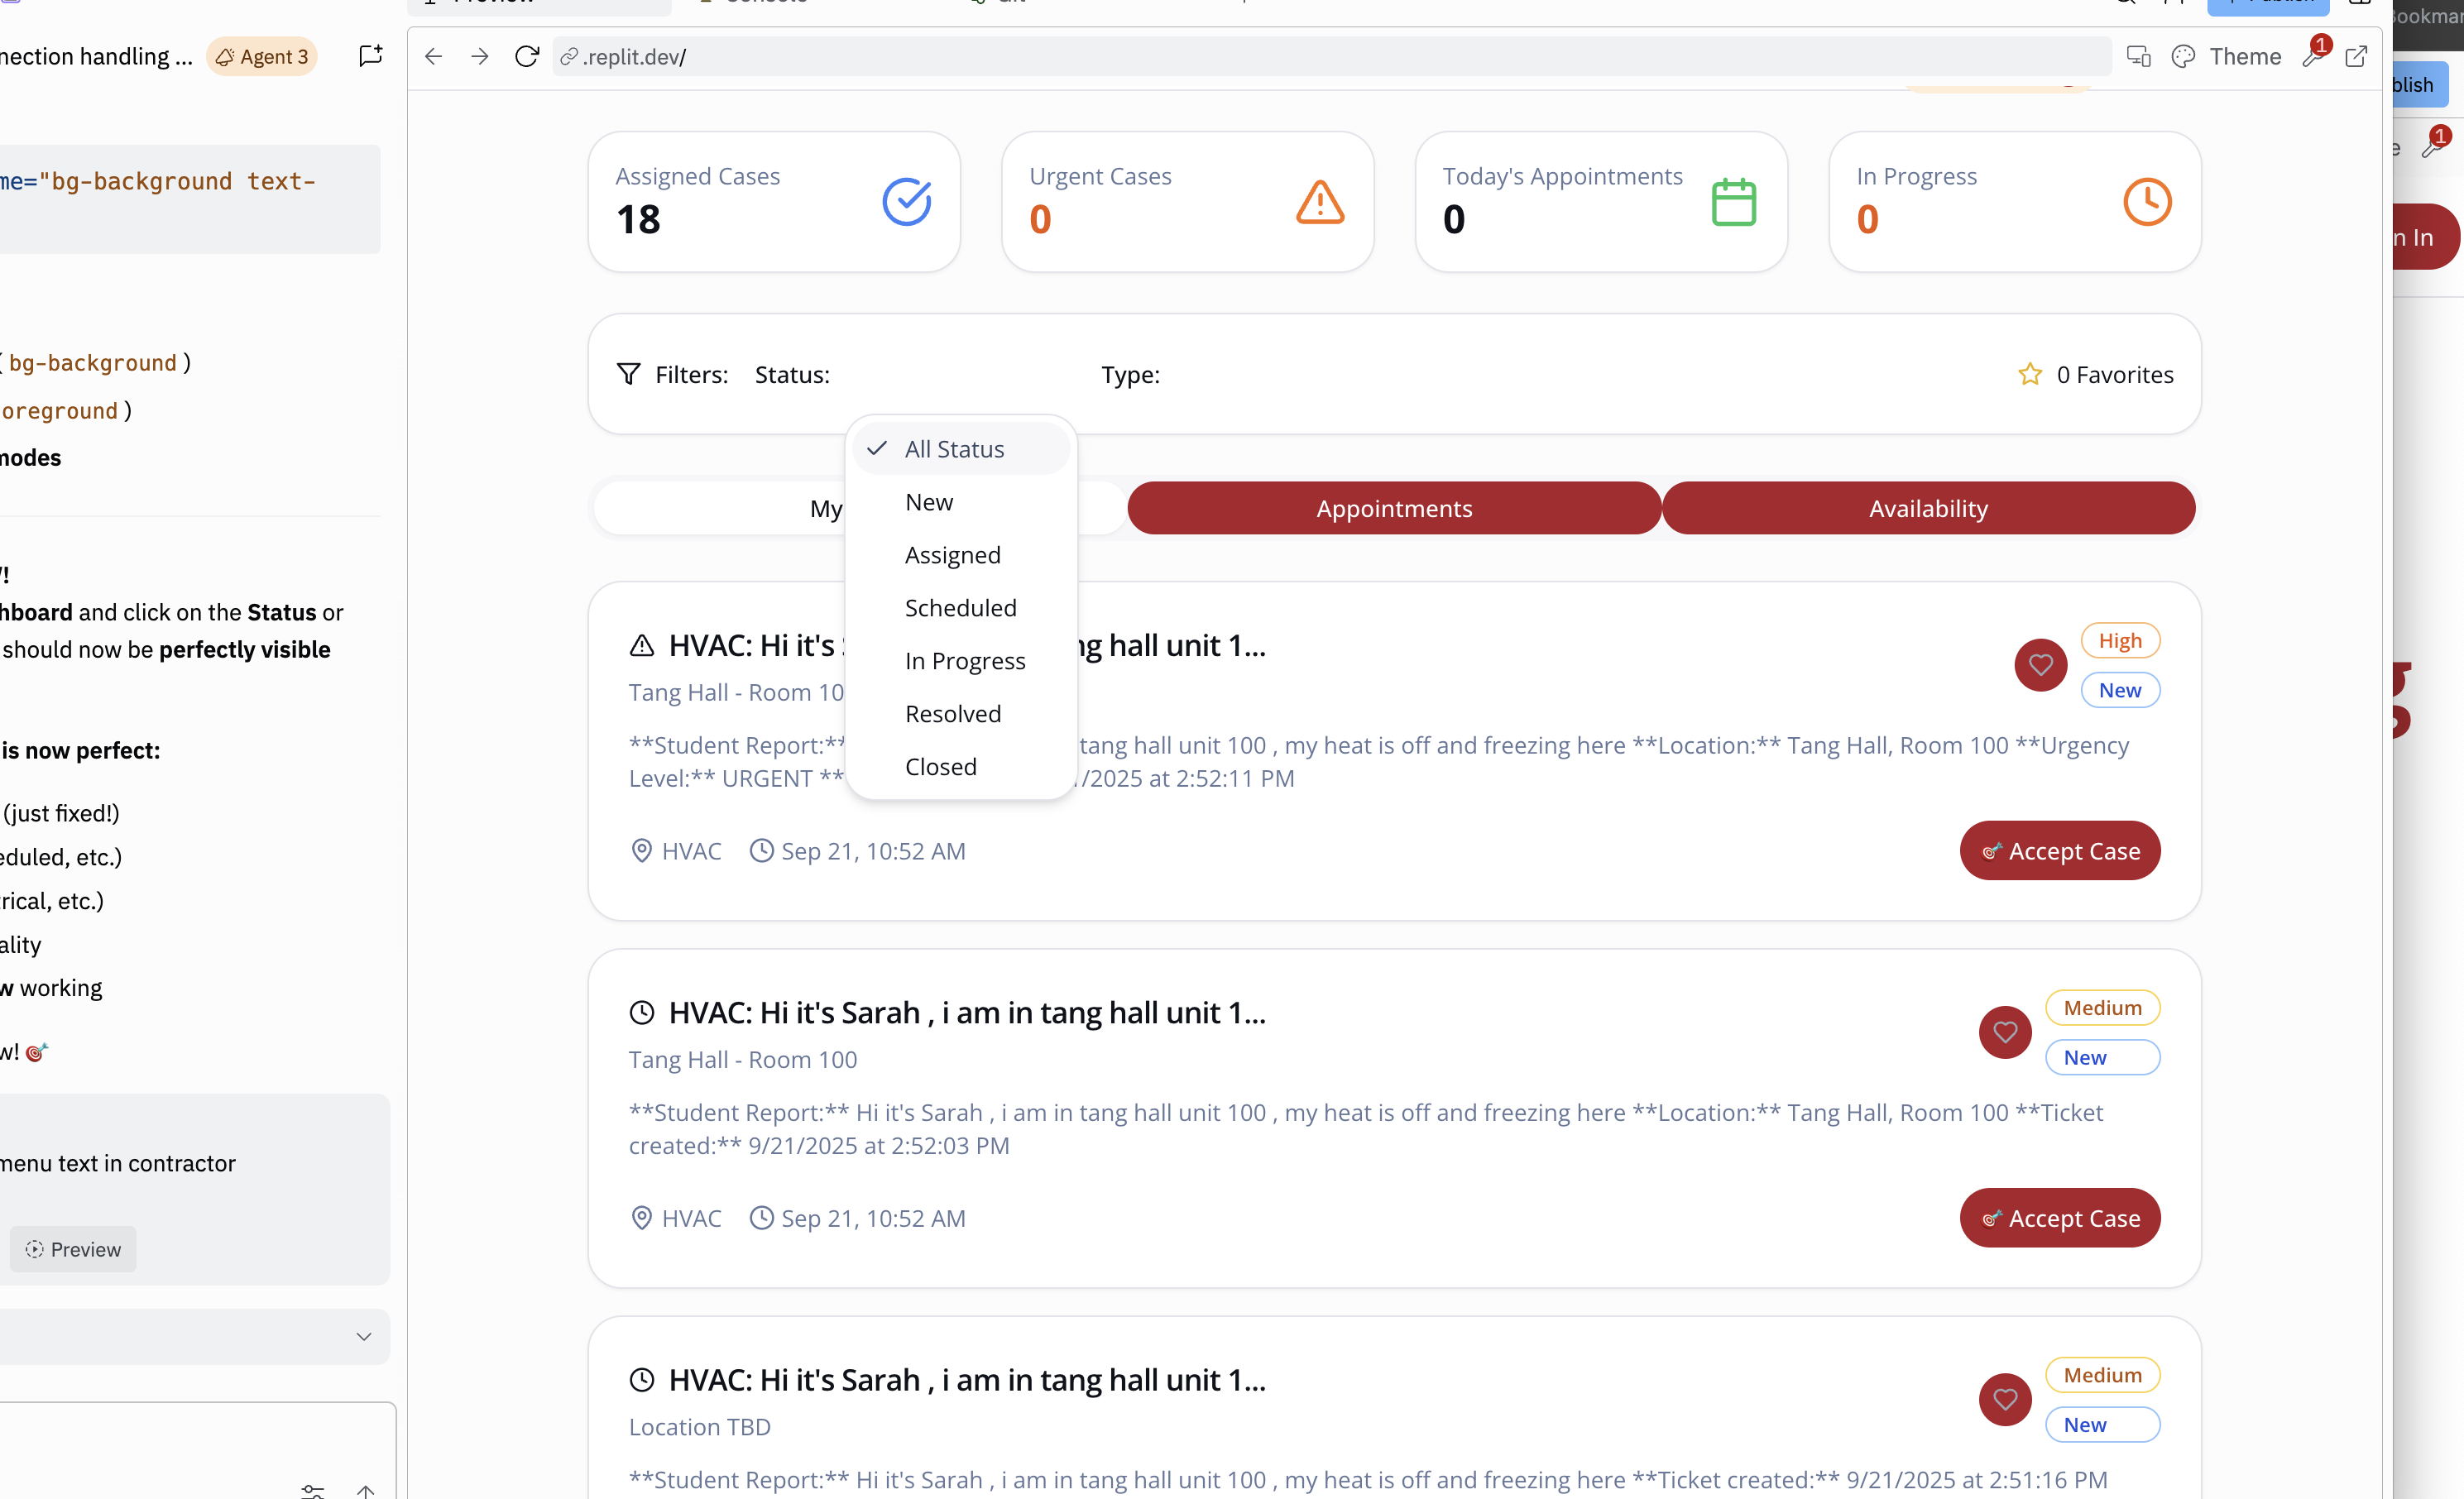 nection handling ...
Agent 3
me="bg-background text-
( bg-background )
oreground )
modes
hboard and click on the Status or
should now be perfectly visible
is now perfect:
(just fixed!)
eduled, etc.)
rical, etc.)
ality
w working
w!
menu text in contractor
Preview
.replit.dev/
Theme
1
Assigned Cases
18
Urgent Cases
0
Today's Appointments
0
In Progress
0
Filters:
Status:
Type:
0 Favorites
All Status
New
Assigned
Scheduled
In Progress
Resolved
Closed
My
Appointments
Availability
HVAC: Hi it's
ng hall unit 1...
High
New
Tang Hall - Room 10
**Student Report:** tang hall unit 100 , my heat is off and freezing here **Location:** Tang Hall, Room 100 **Urgency
Level:** URGENT ** /2025 at 2:52:11 PM
HVAC
Sep 21, 10:52 AM
Accept Case
HVAC: Hi it's Sarah , i am in tang hall unit 1...
Medium
New
Tang Hall - Room 100
**Student Report:** Hi it's Sarah , i am in tang hall unit 100 , my heat is off and freezing here **Location:** Tang Hall, Room 100 **Ticket
created:** 9/21/2025 at 2:52:03 PM
HVAC
Sep 21, 10:52 AM
Accept Case
HVAC: Hi it's Sarah , i am in tang hall unit 1...
Medium
New
Location TBD
**Student Report:** Hi it's Sarah , i am in tang hall unit 100 , my heat is off and freezing here **Ticket created:** 9/21/2025 at 2:51:16 PM
Bookmar
blish
e
1
n In
g